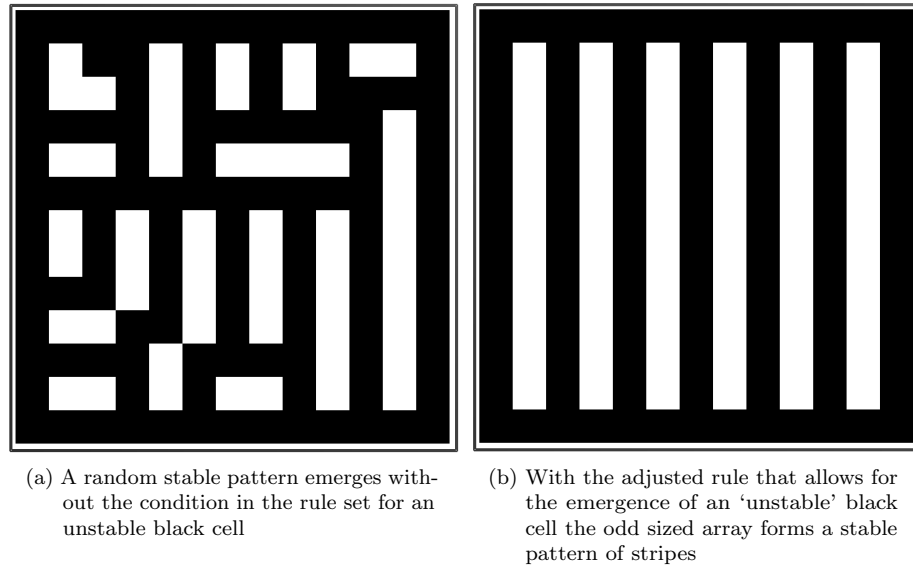 (a) A random stable pattern emerges with-
out the condition in the rule set for an
unstable black cell
(b) With the adjusted rule that allows for
the emergence of an ‘unstable’ black
cell the odd sized array forms a stable
pattern of stripes